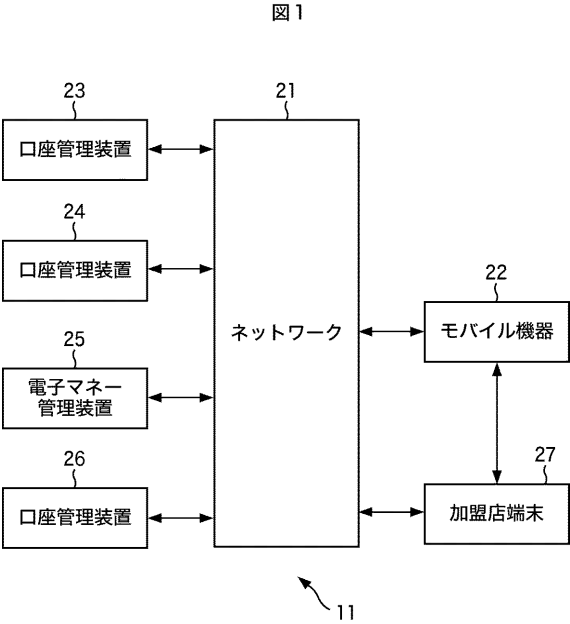 図1
23
口座管理装置
21
24
口座管理装置
ネットワーク
22
モバイル機器
25
電子マネー
管理装置
26
口座管理装置
27
加盟店端末
11